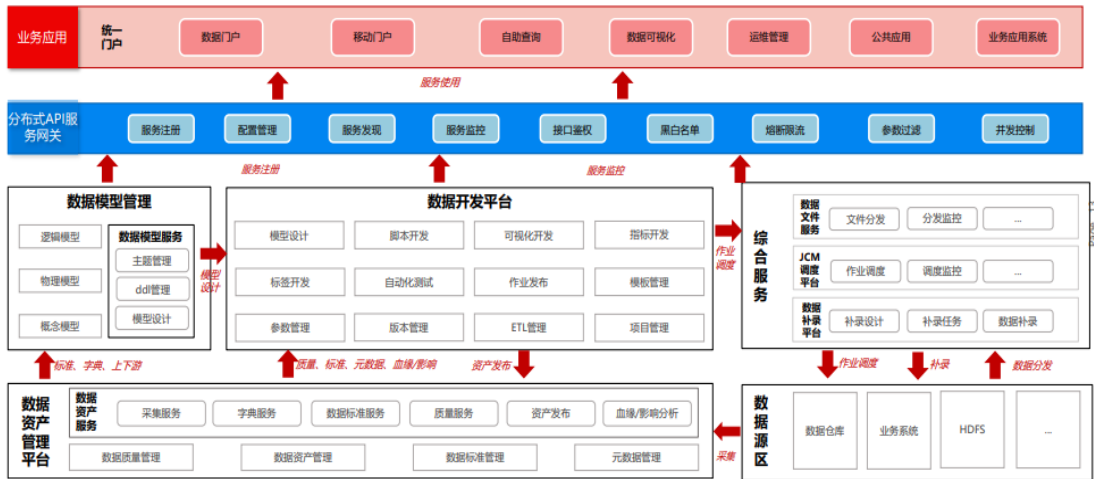 业务应用
统一
门户
数据门户
移动门户
自助查询
数据可视化
运维管理
公共应用
业务应用系统
服务使用
分布式API服
务网关
服务注册
配置管理
服务发现
服务监控
接口鉴权
黑白名单
熔断限流
参数过滤
并发控制
服务注册
服务监控
数据模型管理
逻辑模型
物理模型
概念模型
数据模型服务
主题管理
ddl管理
模型设计
模型
设计
数据开发平台
模型设计
脚本开发
可视化开发
指标开发
标签开发
自动化测试
作业发布
模板管理
参数管理
版本管理
ETL管理
项目管理
作业
调度
综合服务
数据
文件
服务
文件分发
分发监控
...
JCM
调度
平台
作业调度
调度监控
...
数据
补录
平台
补录设计
补录任务
数据补录
标准、字典、上下游
质量、标准、元数据、血缘/影响
资产发布
作业调度
补录
数据分发
数据
资产
管理
平台
数据
资产
服务
采集服务
字典服务
数据标准服务
质量服务
资产发布
血缘/影响分析
数据质量管理
数据资产管理
数据标准管理
元数据管理
采集
数据源区
数据仓库
业务系统
HDFS
...